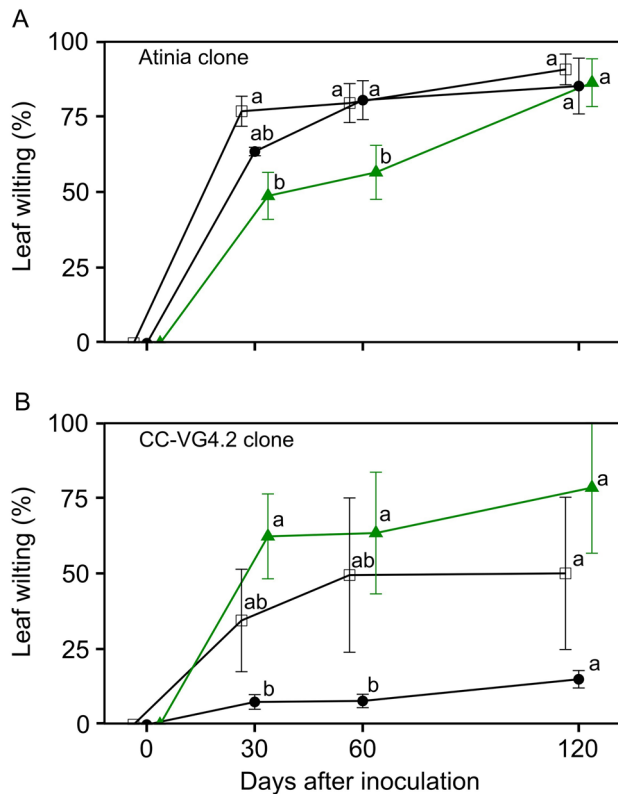 A
100
Atinia clone
a
a
a
a
a
75
ab
a
b
50
b
25
0
Leaf wilting (%)
B
100
CC-VG4.2 clone
75
a
a
a
50
ab
a
ab
25
b
b
a
0
Leaf wilting (%)
0 30 60 120
Days after inoculation